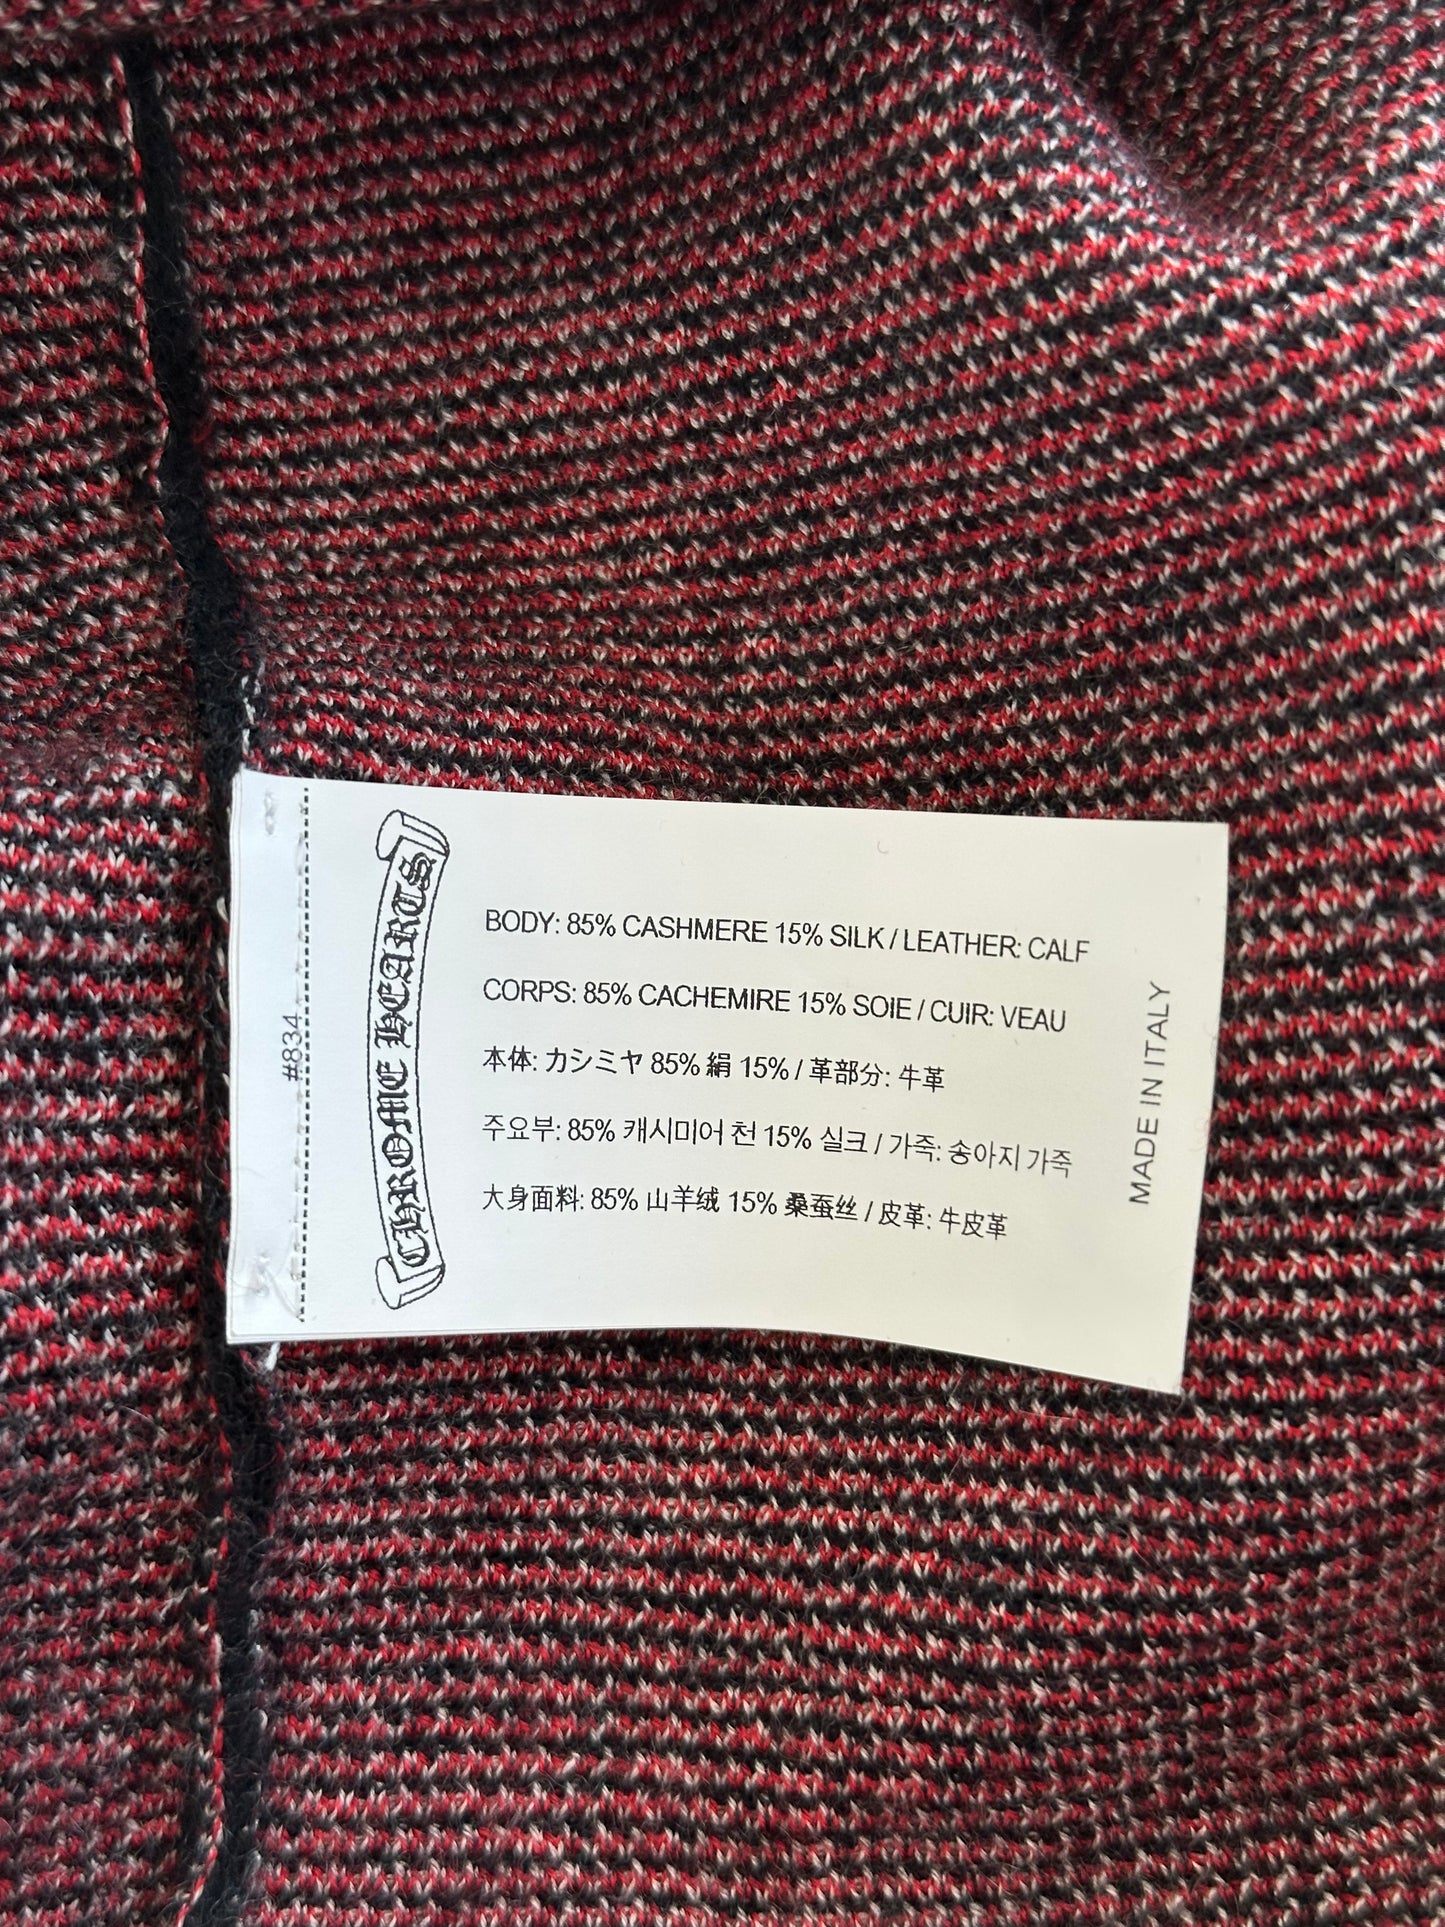 #834
CHROME HEARTS
BODY: 85% CASHMERE 15% SILK / LEATHER: CALF
CORPS: 85% CACHEMIRE 15% SOIE / CUIR: VEAU
本体: カシミヤ 85% 絹 15% / 革部分: 牛革
주요부: 85% 캐시미어 천 15% 실크 / 가죽: 송아지 가죽
大身面料: 85% 山羊绒 15% 桑蚕丝 / 皮革: 牛皮革
MADE IN ITALY